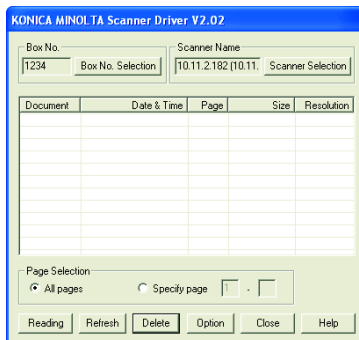 KONICA MINOLTA Scanner Driver V2.02
Box No. Scanner Name
1234 Box No. Selection 10.11.2.182 (10.11. Scanner Selection
Document Date & Time Page Size Resolution
Page Selection
All pages Specify page 1 -
Reading Refresh Delete Option Close Help